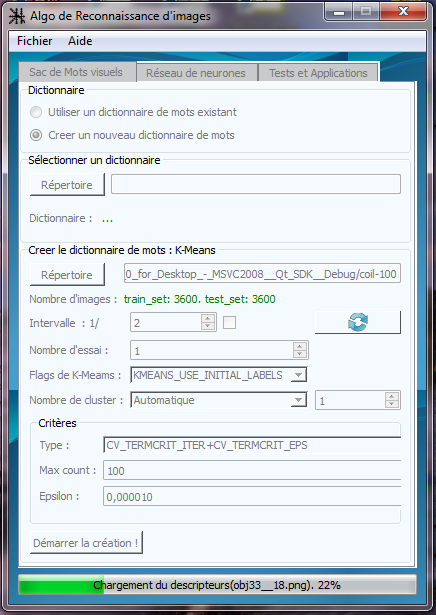 Algo de Reconnaissance d'images
Fichier Aide
Sac de Mots visuels Réseau de neurones Tests et Applications
Dictionnaire
Utiliser un dictionnaire de mots existant
Creer un nouveau dictionnaire de mots
Sélectionner un dictionnaire
Répertoire
Dictionnaire : ...
Creer le dictionnaire de mots : K-Means
Répertoire 0_for_Desktop_-_MSVC2008__Qt_SDK__Debug/coil-100
Nombre d'images : train_set: 3600. test_set: 3600
Intervalle : 1/ 2
Nombre d'essai : 1
Flags de K-Meams : KMEANS_USE_INITIAL_LABELS
Nombre de cluster : Automatique 1
Critères
Type : CV_TERMCRIT_ITER+CV_TERMCRIT_EPS
Max count : 100
Epsilon : 0,000010
Démarrer la création !
Chargement du descripteurs(obj33__18.png). 22%